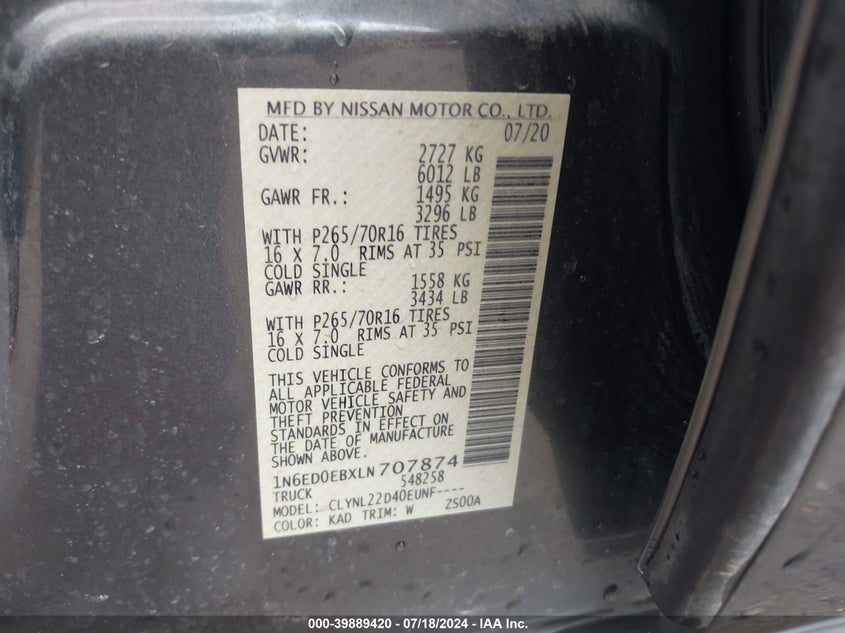 MFD BY NISSAN MOTOR CO., LTD.
DATE: 07/20
GVWR: 2727 KG
6012 LB
GAWR FR.: 1495 KG
3296 LB
WITH P265/70R16 TIRES
16 X 7.0 RIMS AT 35 PSI
COLD SINGLE
GAWR RR.: 1558 KG
3434 LB
WITH P265/70R16 TIRES
16 X 7.0 RIMS AT 35 PSI
COLD SINGLE
THIS VEHICLE CONFORMS TO
ALL APPLICABLE FEDERAL
MOTOR VEHICLE SAFETY AND
THEFT PREVENTION
STANDARDS IN EFFECT ON
THE DATE OF MANUFACTURE
SHOWN ABOVE.
1N6ED0EBXLN707874
TRUCK 548258
MODEL: CLYNL22D40EUNF----
COLOR: KAD TRIM: W ZS00A
000-39889420 - 07/18/2024 - IAA Inc.